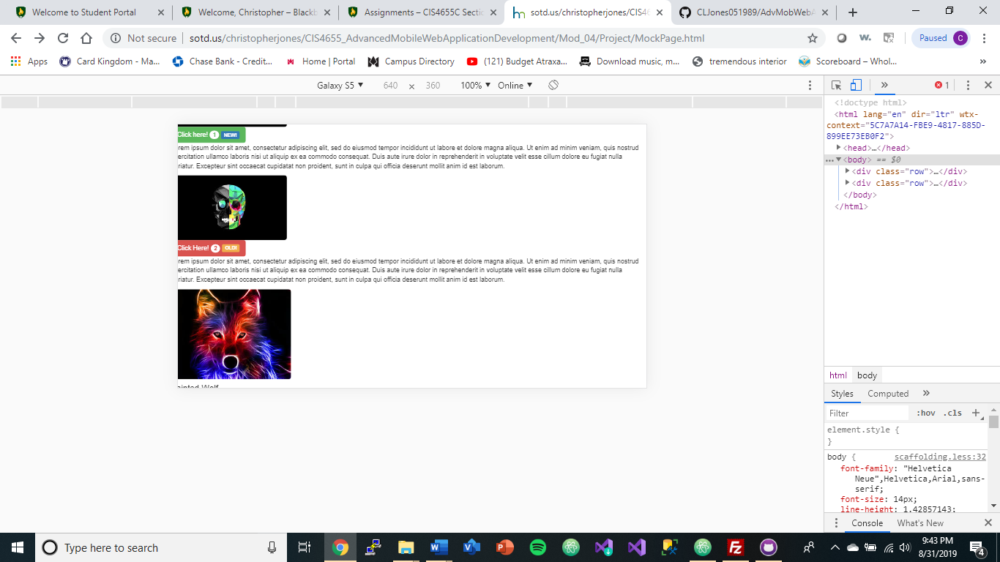 Welcome to Student Portal
Welcome, Christopher – Blackb
Assignments – CIS4655C Sectio
sotd.us/christopherjones/CIS46
CLJones051989/AdvMobWebA
Not secure sotd.us/christopherjones/CIS4655_AdvancedMobileWebApplicationDevelopment/Mod_04/Project/MockPage.html
Paused C
Apps Card Kingdom - Ma... Chase Bank - Credit... Home | Portal Campus Directory (121) Budget Atraxa... Download music, m... tremendous interior Scoreboard – Whol... »
Galaxy S5 640 x 360 100% Online
Click here! 1 NEW!
rem ipsum dolor sit amet, consectetur adipiscing elit, sed do eiusmod tempor incididunt ut labore et dolore magna aliqua. Ut enim ad minim veniam, quis nostrud
ercitation ullamco laboris nisi ut aliquip ex ea commodo consequat. Duis aute irure dolor in reprehenderit in voluptate velit esse cillum dolore eu fugiat nulla
riatur. Excepteur sint occaecat cupidatat non proident, sunt in culpa qui officia deserunt mollit anim id est laborum.
Click Here! 2 OLD!
rem ipsum dolor sit amet, consectetur adipiscing elit, sed do eiusmod tempor incididunt ut labore et dolore magna aliqua. Ut enim ad minim veniam, quis nostrud
ercitation ullamco laboris nisi ut aliquip ex ea commodo consequat. Duis aute irure dolor in reprehenderit in voluptate velit esse cillum dolore eu fugiat nulla
riatur. Excepteur sint occaecat cupidatat non proident, sunt in culpa qui officia deserunt mollit anim id est laborum.
ainted Wolf
» 1
<!doctype html>
<html lang="en" dir="ltr" wtx-
context="5C7A7A14-FBE9-4817-885D-
899EE73EB0F2">
<head>…</head>
<body> == $0
<div class="row">…</div>
<div class="row">…</div>
</body>
</html>
html body
Styles Computed »
Filter :hov .cls +
element.style {
}
body { scaffolding.less:32
font-family: "Helvetica
Neue",Helvetica,Arial,sans-
serif;
font-size: 14px;
line-height: 1.42857143;
Console What's New
Type here to search
9:43 PM
8/31/2019
4